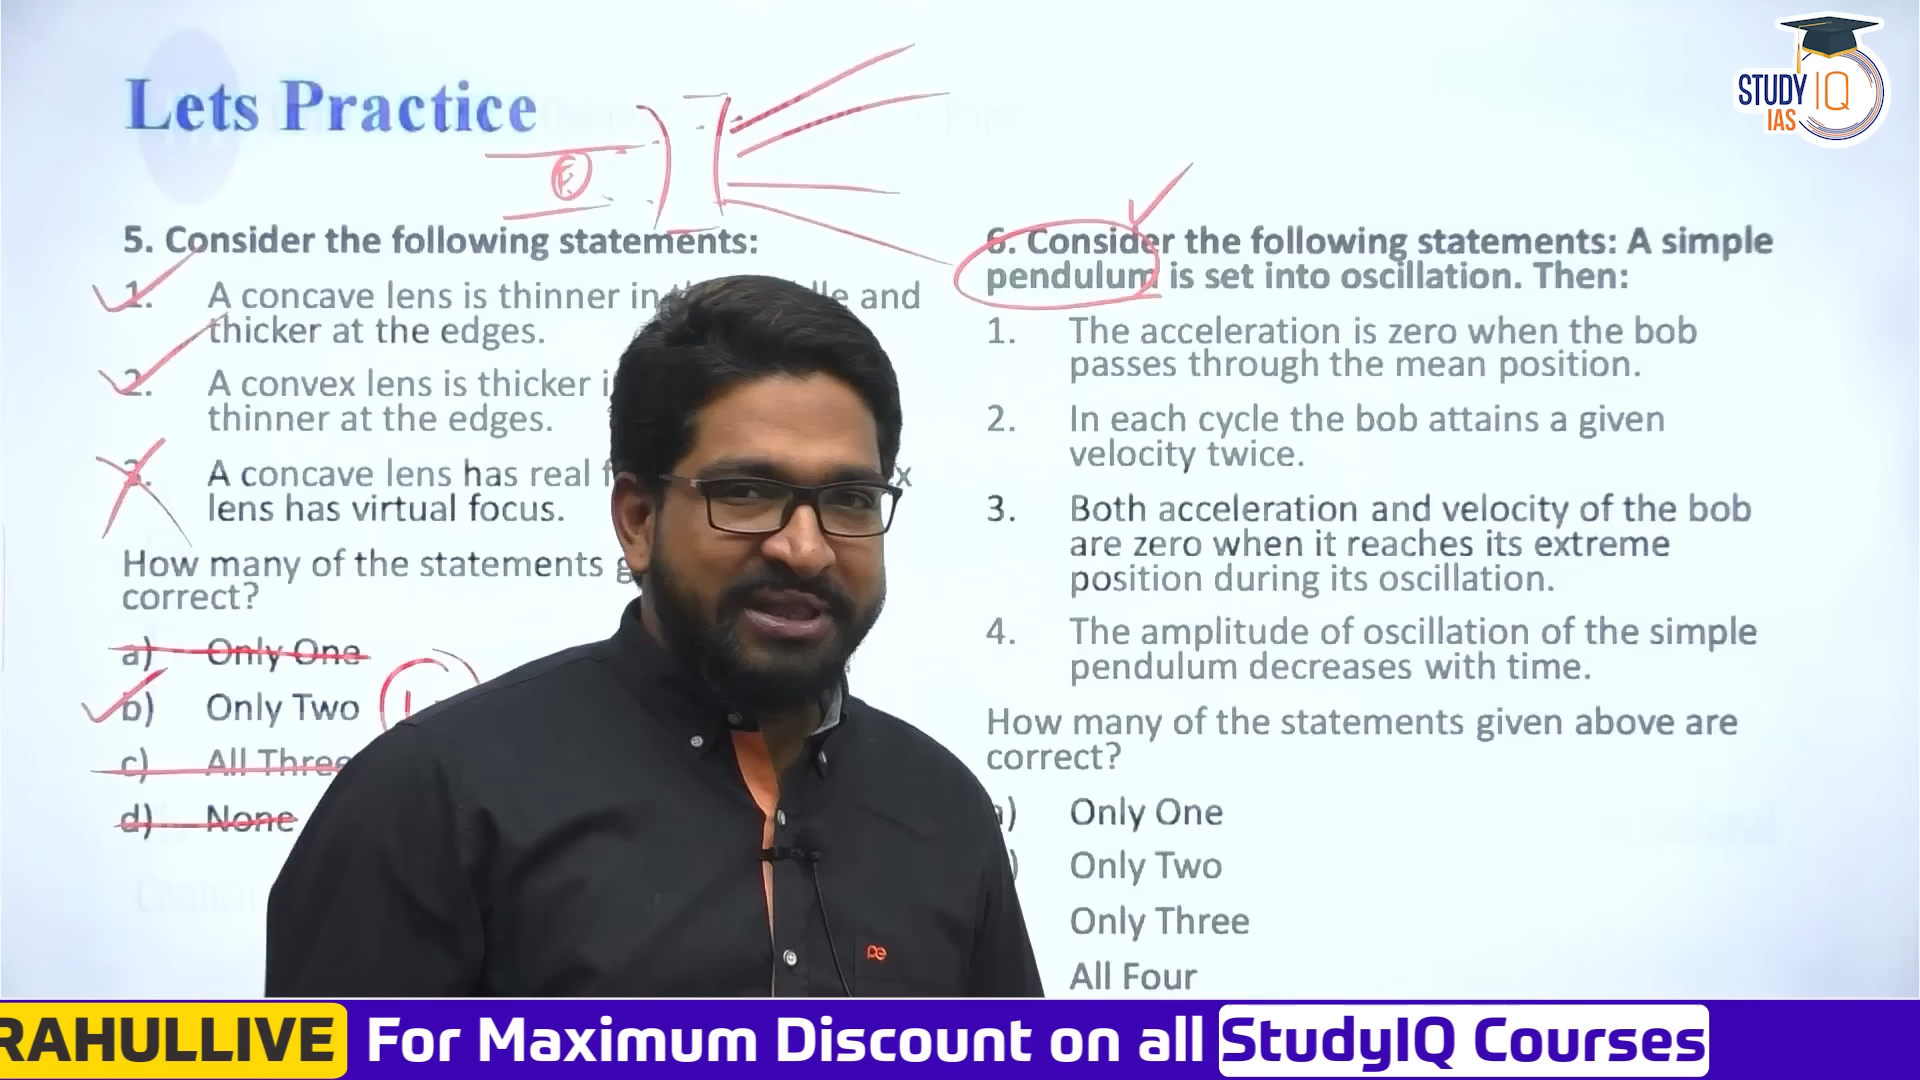 Lets Practice
STUDY IQ
IAS
5. Consider the following statements:
1. A concave lens is thinner in and
thicker at the edges.
2. A convex lens is thicker
thinner at the edges.
3. A concave lens has real
lens has virtual focus.
How many of the statements
correct?
a) Only One
b) Only Two
c) All Three
d) None
6. Consider the following statements: A simple
pendulum is set into oscillation. Then:
1. The acceleration is zero when the bob
passes through the mean position.
2. In each cycle the bob attains a given
velocity twice.
3. Both acceleration and velocity of the bob
are zero when it reaches its extreme
position during its oscillation.
4. The amplitude of oscillation of the simple
pendulum decreases with time.
How many of the statements given above are
correct?
Only One
Only Two
Only Three
All Four
pe
RAHULLIVE For Maximum Discount on all StudyIQ Courses